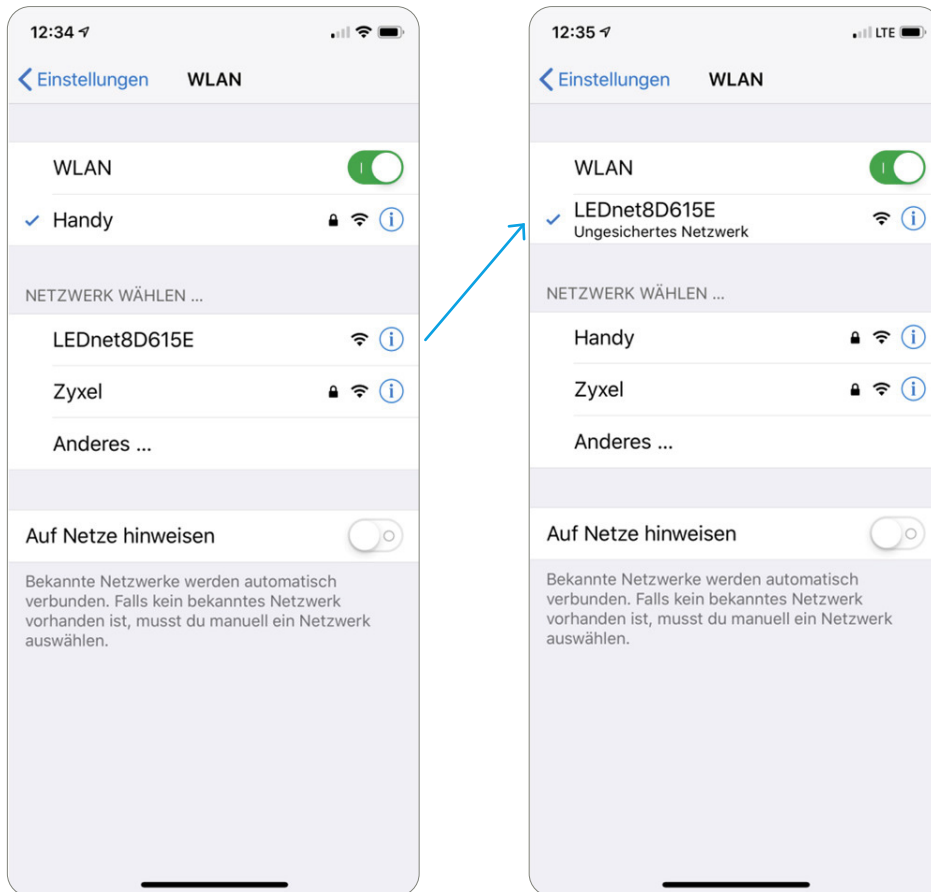 12:34
Einstellungen WLAN
WLAN
Handy
NETZWERK WÄHLEN ...
LEDnet8D615E
Zyxel
Anderes ...
Auf Netze hinweisen
Bekannte Netzwerke werden automatisch
verbunden. Falls kein bekanntes Netzwerk
vorhanden ist, musst du manuell ein Netzwerk
auswählen.
12:35 LTE
Einstellungen WLAN
WLAN
LEDnet8D615E
Ungesichertes Netzwerk
NETZWERK WÄHLEN ...
Handy
Zyxel
Anderes ...
Auf Netze hinweisen
Bekannte Netzwerke werden automatisch
verbunden. Falls kein bekanntes Netzwerk
vorhanden ist, musst du manuell ein Netzwerk
auswählen.